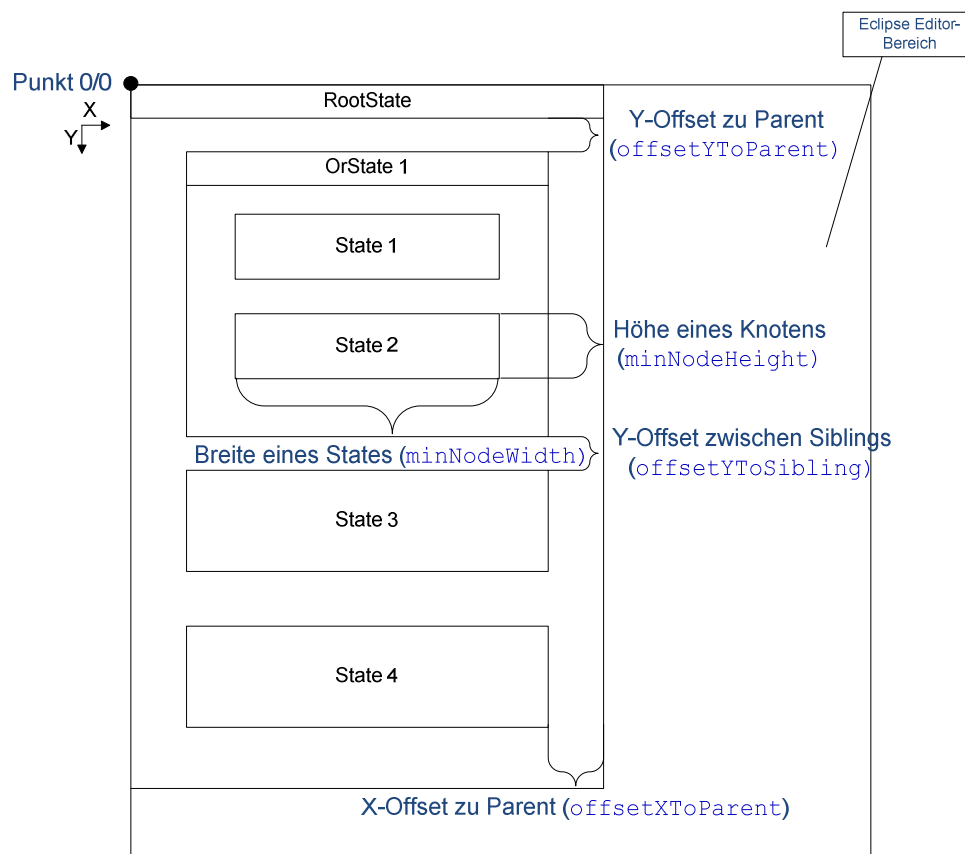 Eclipse Editor-
Bereich
Punkt 0/0
X
Y
RootState
Y-Offset zu Parent
(offsetYToParent)
OrState 1
State 1
State 2
Höhe eines Knotens
(minNodeHeight)
Breite eines States (minNodeWidth)
Y-Offset zwischen Siblings
(offsetYToSibling)
State 3
State 4
X-Offset zu Parent (offsetXToParent)